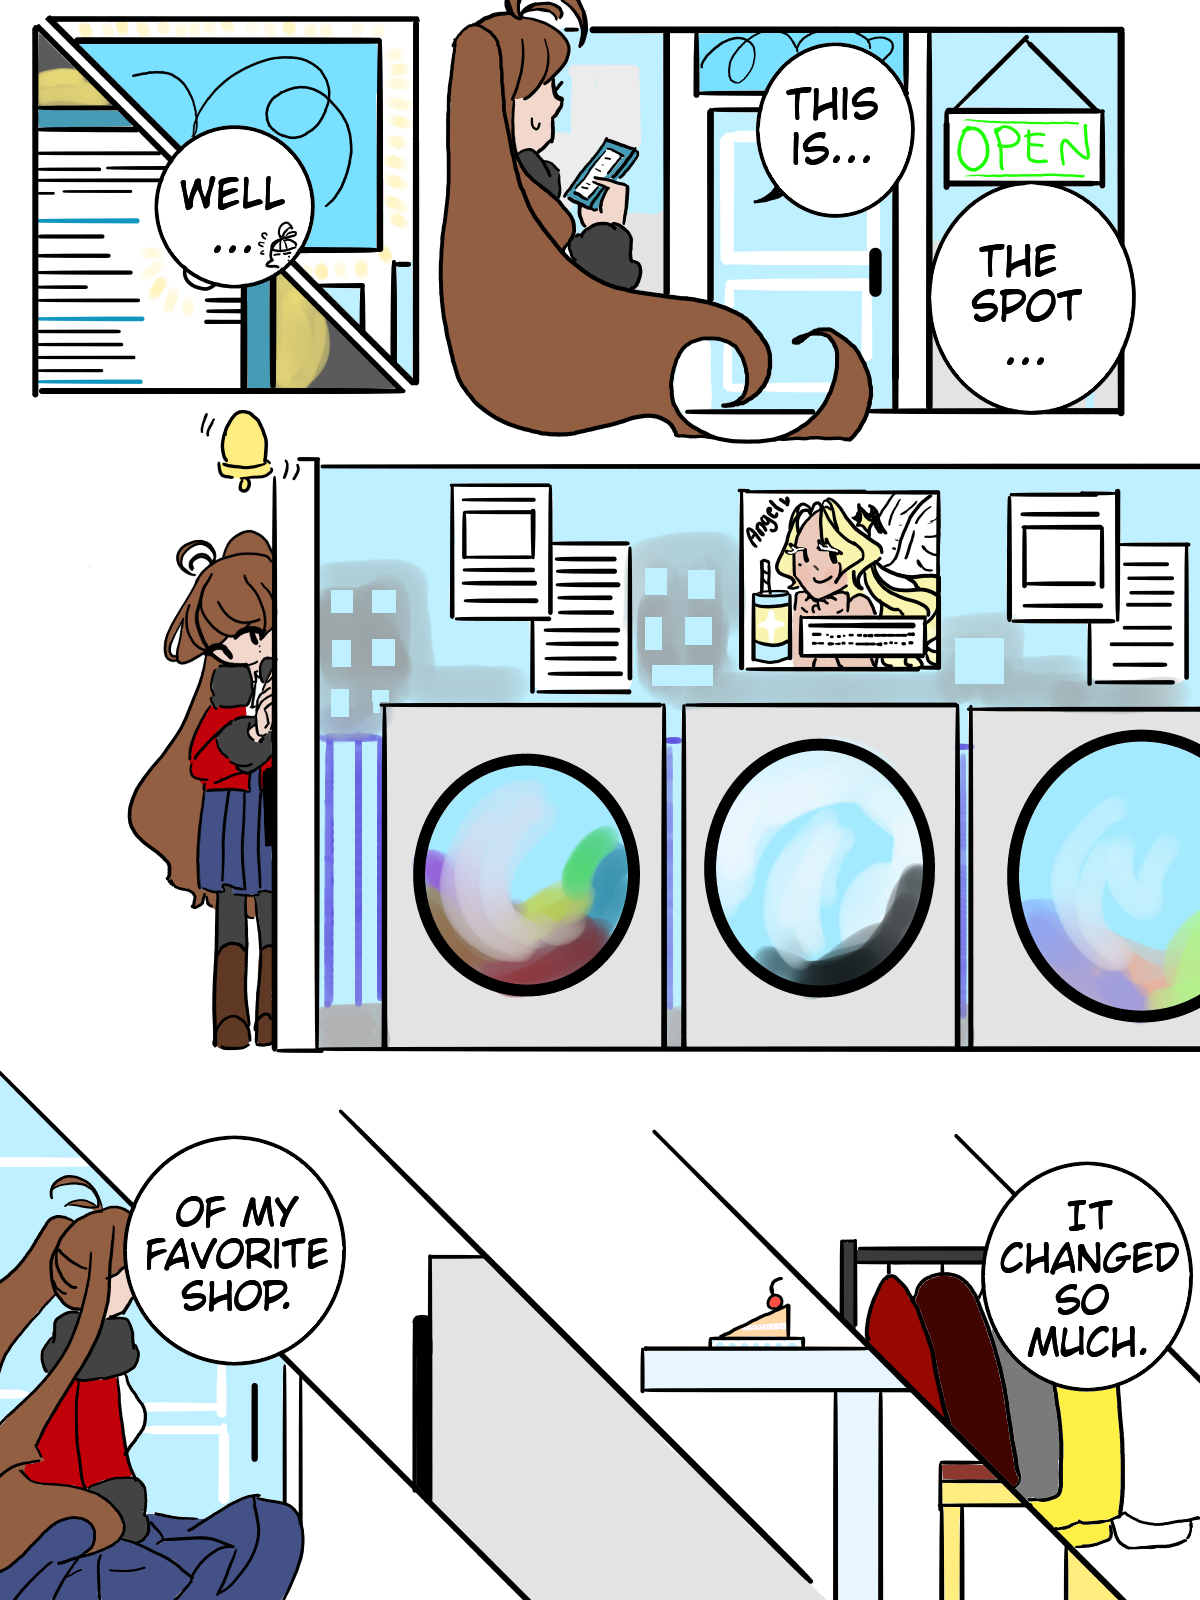 WELL
...
THIS
IS...
OPEN
THE
SPOT
...
Angel
OF MY
FAVORITE
SHOP.
IT
CHANGED
SO
MUCH.